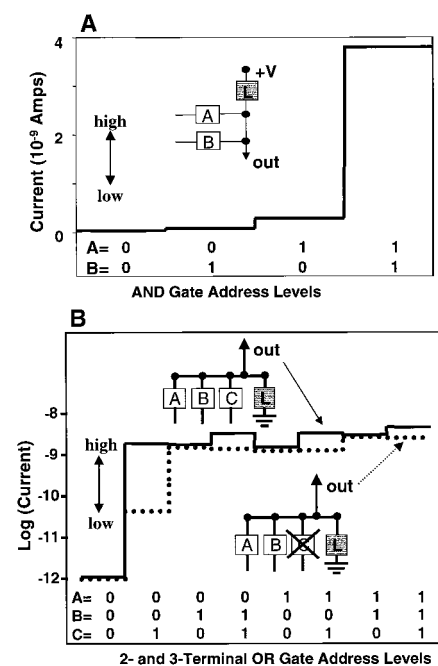 A
4
+V
L
A
high
2
B
out
low
Current (10⁻⁹ Amps)
0
A= 0 0 1 1
B= 0 1 0 1
AND Gate Address Levels
B
out
A B C L
-8
high
-9
-10
out
low
-11
A B C L
-12
Log (Current)
A= 0 0 0 0 1 1 1 1
B= 0 0 1 1 0 0 1 1
C= 0 1 0 1 0 1 0 1
2- and 3-Terminal OR Gate Address Levels